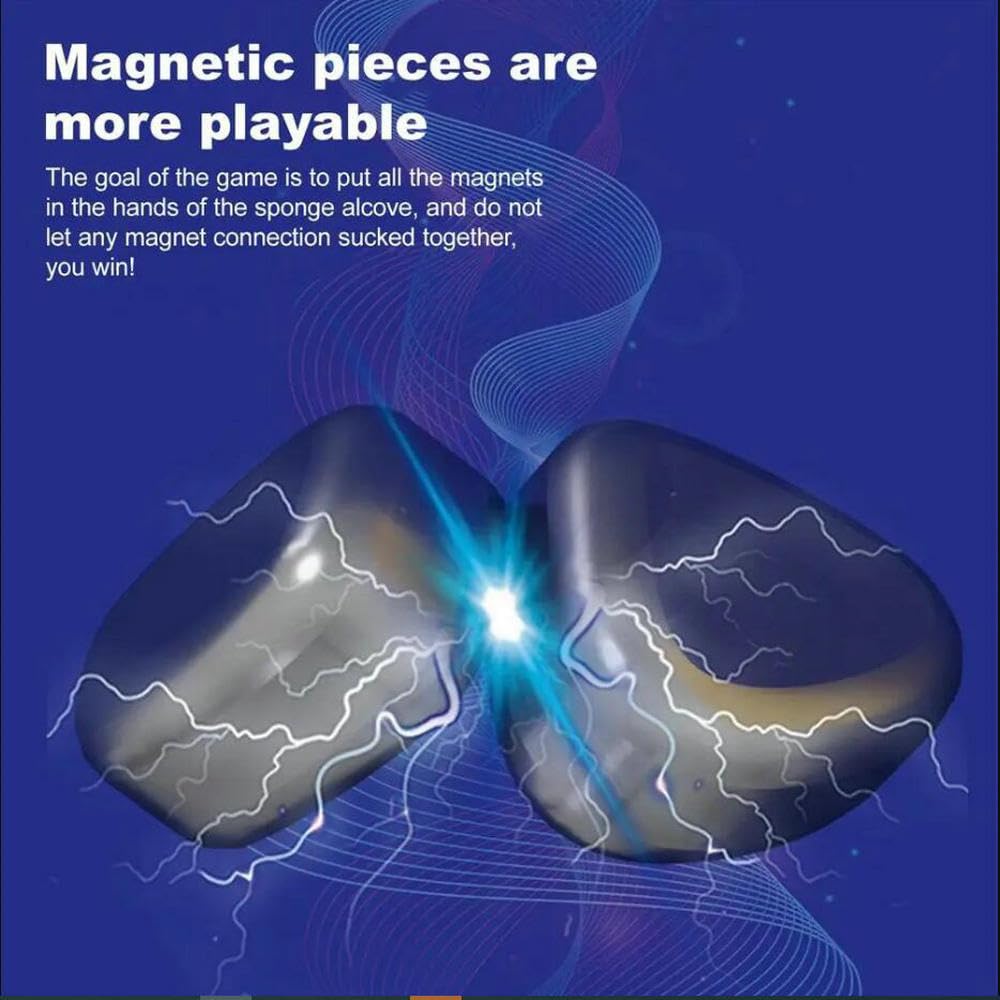 Magnetic pieces are
more playable
The goal of the game is to put all the magnets
in the hands of the sponge alcove, and do not
let any magnet connection sucked together,
you win!